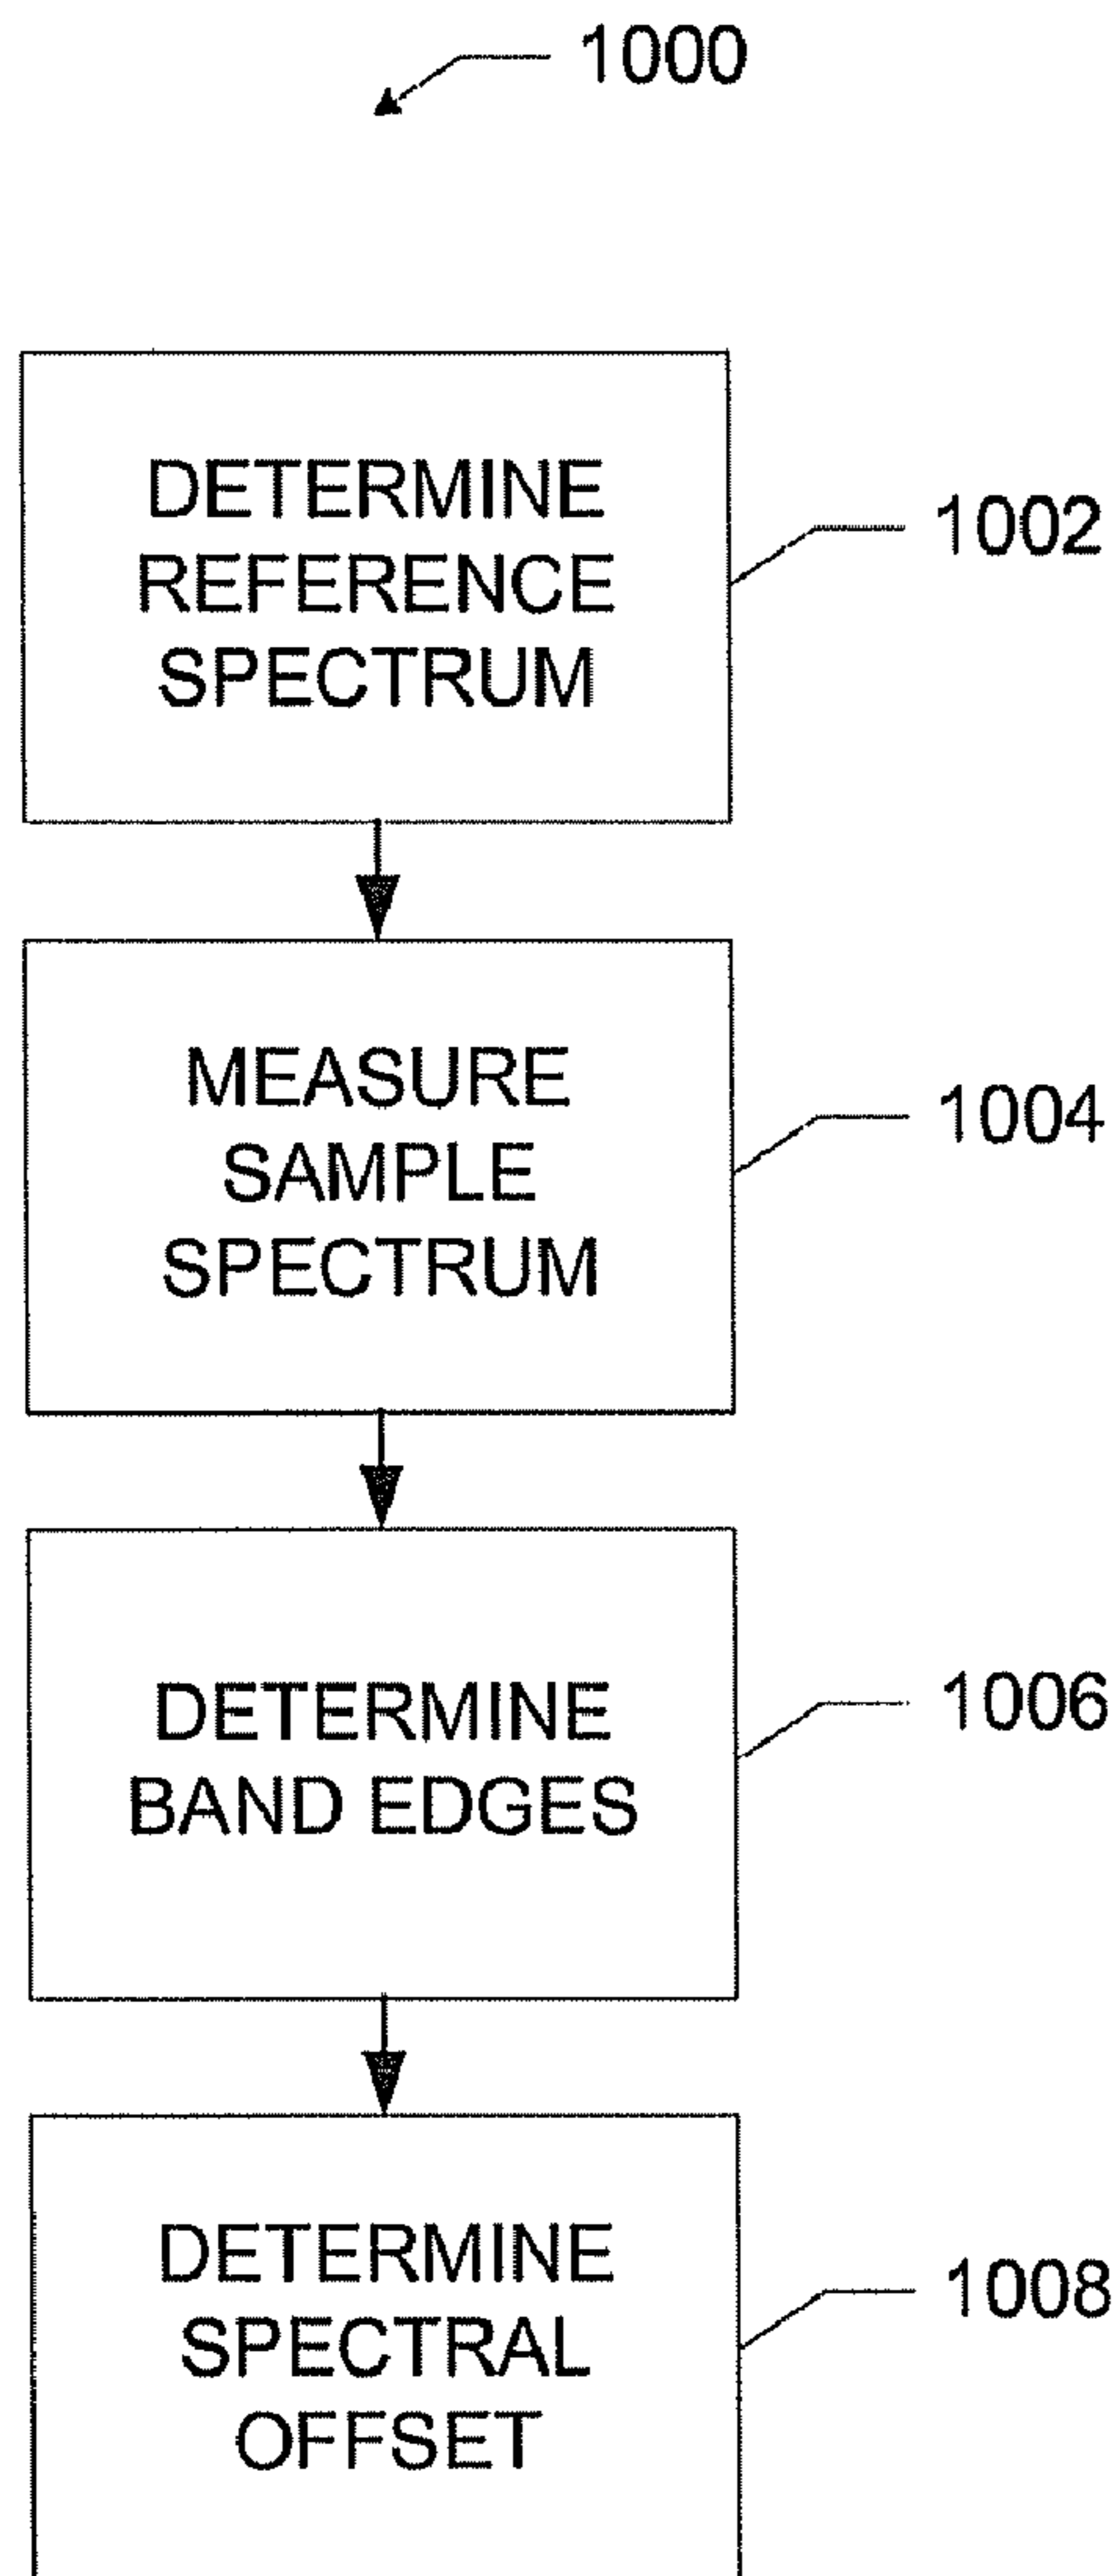 1000
DETERMINE
REFERENCE
SPECTRUM
1002
MEASURE
SAMPLE
SPECTRUM
1004
DETERMINE
BAND EDGES
1006
DETERMINE
SPECTRAL
OFFSET
1008